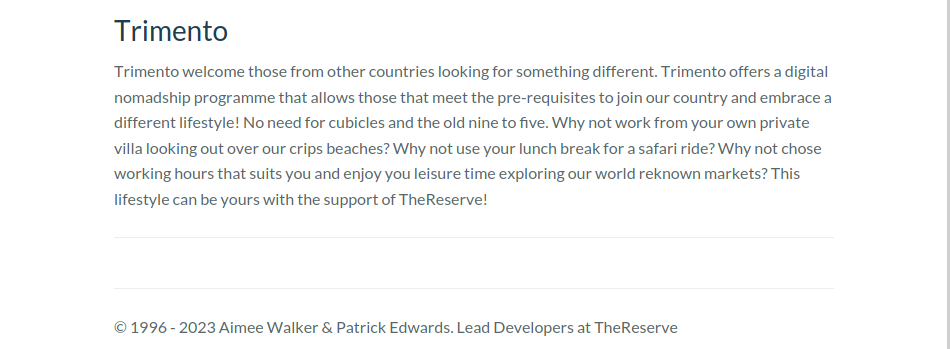 Trimento
Trimento welcome those from other countries looking for something different. Trimento offers a digital
nomadship programme that allows those that meet the pre-requisites to join our country and embrace a
different lifestyle! No need for cubicles and the old nine to five. Why not work from your own private
villa looking out over our crips beaches? Why not use your lunch break for a safari ride? Why not chose
working hours that suits you and enjoy you leisure time exploring our world reknown markets? This
lifestyle can be yours with the support of TheReserve!
© 1996 - 2023 Aimee Walker & Patrick Edwards. Lead Developers at TheReserve